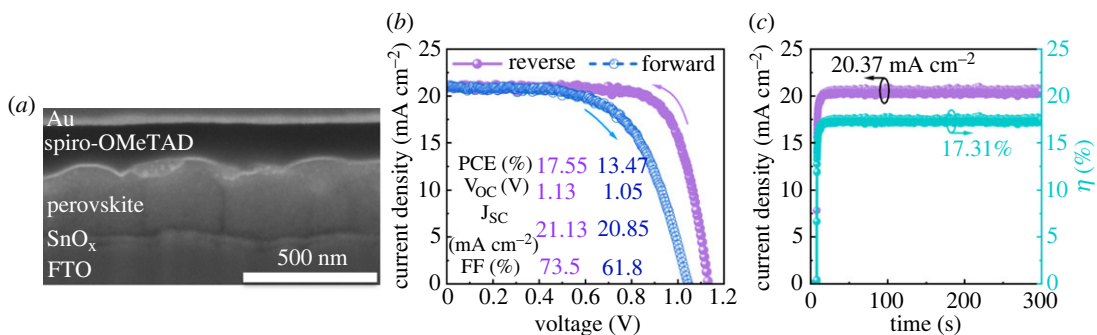 (a)
Au
spiro-OMeTAD
perovskite
SnOₓ
FTO
500 nm
(b)
25
20
15
10
5
0
current density (mA cm⁻²)
reverse forward
PCE (%) 17.55 13.47
V_OC (V) 1.13 1.05
J_SC
21.13 20.85
(mA cm⁻²)
FF (%) 73.5 61.8
0 0.2 0.4 0.6 0.8 1.0 1.2
voltage (V)
(c)
25
20
15
10
5
0
current density (mA cm⁻²)
20.37 mA cm⁻²
17.31%
25
20
15
10
5
0
η (%)
0 100 200 300
time (s)